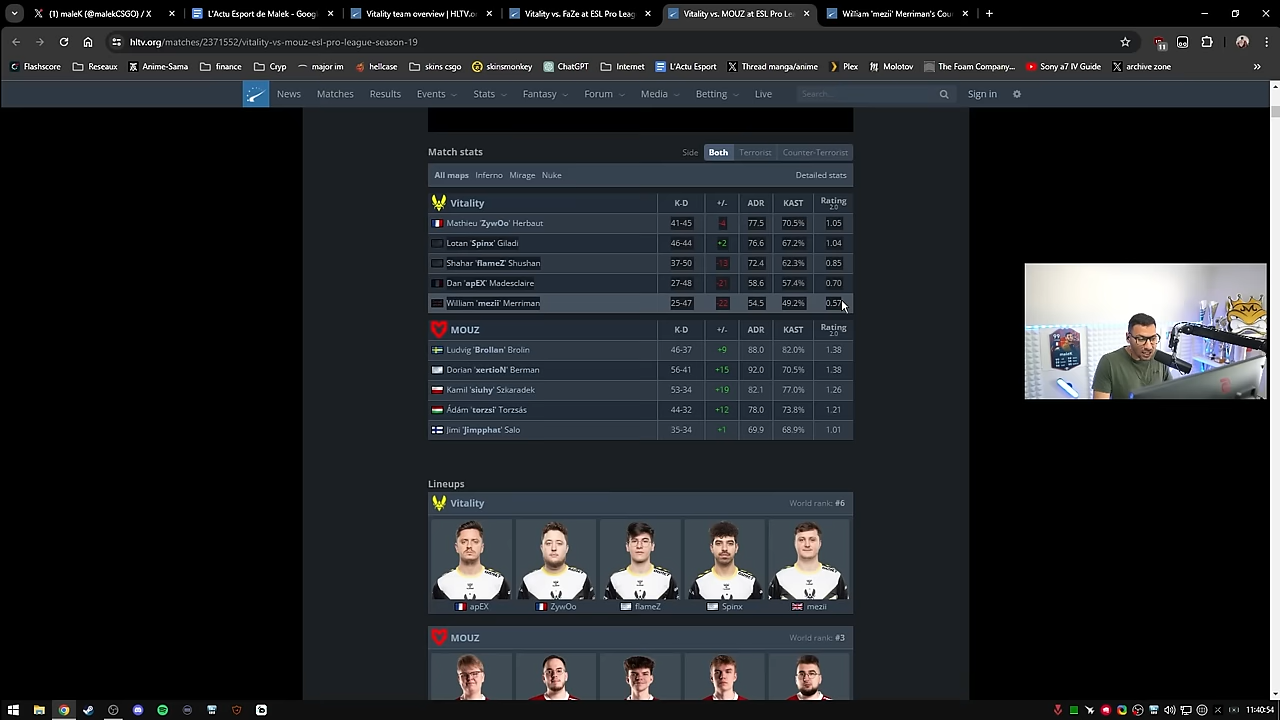 maleK (@malekCSGO) / X
L'Actu Esport de Malek - Goog
Vitality team overview | HLTV.o
Vitality vs. FaZe at ESL Pro Leag
Vitality vs. MOUZ at ESL Pro Le
William 'mezii' Merriman's Cou
hltv.org/matches/2371552/vitality-vs-mouz-esl-pro-league-season-19
11
Flashscore
Reseaux
Anime-Sama
finance
Cryp
major im
hellcase
skins csgo
skinsmonkey
ChatGPT
Internet
L'Actu Esport
Thread manga/anime
Plex
Molotov
The Foam Company...
Sony a7 IV Guide
archive zone
News Matches Results Events Stats Fantasy Forum Media Betting Live Search... Sign in
Match stats Side Both Terrorist Counter-Terrorist
All maps Inferno Mirage Nuke Detailed stats
Vitality K-D +/- ADR KAST Rating 2.0
Mathieu 'ZywOo' Herbaut 41-45 -4 77.5 70.5% 1.05
Lotan 'Spinx' Giladi 46-44 +2 76.6 67.2% 1.04
Shahar 'flameZ' Shushan 37-50 -13 72.4 62.3% 0.85
Dan 'apEX' Madesclaire 27-48 -21 58.6 57.4% 0.70
William 'mezii' Merriman 25-47 -22 54.5 49.2% 0.57
MOUZ K-D +/- ADR KAST Rating 2.0
Ludvig 'Brollan' Brolin 46-37 +9 88.0 82.0% 1.38
Dorian 'xertioN' Berman 56-41 +15 92.0 70.5% 1.38
Kamil 'siuhy' Szkaradek 53-34 +19 82.1 77.0% 1.26
Ádám 'torzsi' Torzsás 44-32 +12 78.0 73.8% 1.21
Jimi 'Jimpphat' Salo 35-34 +1 69.9 68.9% 1.01
Lineups
Vitality World rank: #6
apEX ZywOo flameZ Spinx mezii
MOUZ World rank: #3
11:40:54